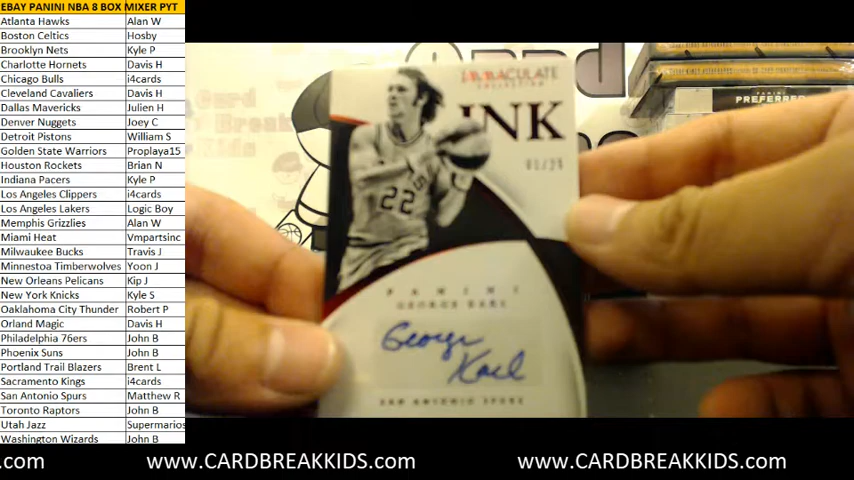 EBAY PANINI NBA 8 BOX MIXER PYT
Atlanta Hawks Alan W
Boston Celtics Hosby
Brooklyn Nets Kyle P
Charlotte Hornets Davis H
Chicago Bulls i4cards
Cleveland Cavaliers Davis H
Dallas Mavericks Julien H
Denver Nuggets Joey C
Detroit Pistons William S
Golden State Warriors Proplaya15
Houston Rockets Brian N
Indiana Pacers Kyle P
Los Angeles Clippers i4cards
Los Angeles Lakers Logic Boy
Memphis Grizzlies Alan W
Miami Heat Vmpartsinc
Milwaukee Bucks Travis J
Minnestoa Timberwolves Yoon J
New Orleans Pelicans Kip J
New York Knicks Kyle S
Oaklahoma City Thunder Robert P
Orland Magic Davis H
Philadelphia 76ers John B
Phoenix Suns John B
Portland Trail Blazers Brent L
Sacramento Kings i4cards
San Antonio Spurs Matthew R
Toronto Raptors John B
Utah Jazz Supermarios
Washington Wizards John B
IMMACULATE
COLLECTION
INK
22
PANINI
GEORGE KARL
George
Karl
SAN ANTONIO SPURS
PANINI
PREFERRED
.com www.CARDBREAKKIDS.com www.CARDBREAKKIDS.com